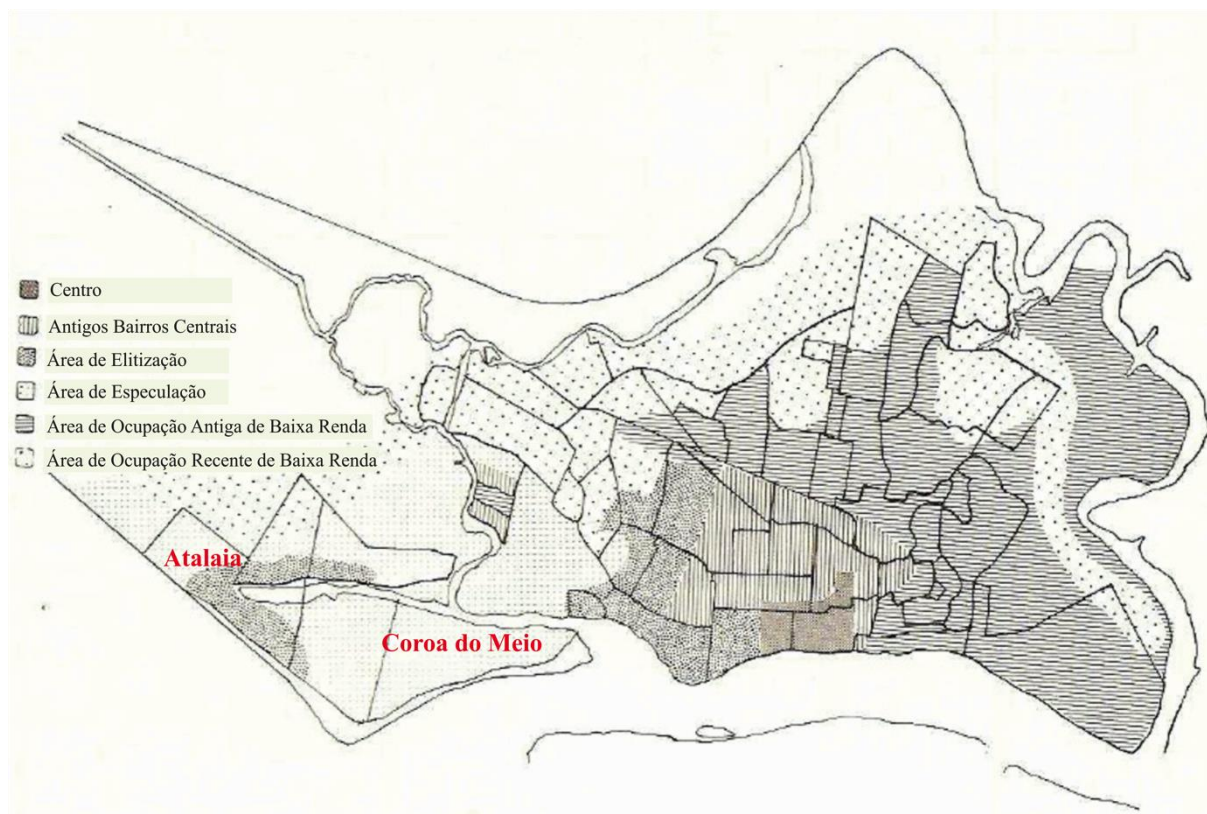 Centro
Antigos Bairros Centrais
Área de Elitização
Área de Especulação
Área de Ocupação Antiga de Baixa Renda
Área de Ocupação Recente de Baixa Renda
Atalaia
Coroa do Meio